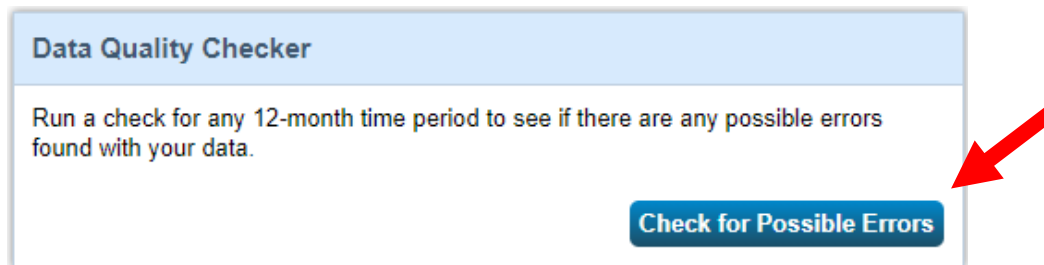 Data Quality Checker
Run a check for any 12-month time period to see if there are any possible errors
found with your data.
Check for Possible Errors